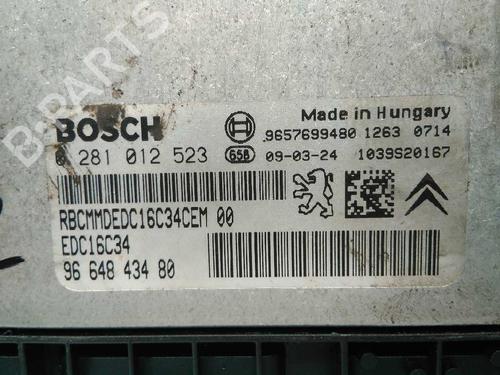 B-PARTS
BOSCH
Made in Hungary
9657699480 1263 0714
0 281 012 523
65B 09-03-24 1039S20167
RBCMMDEDC16C34CEM 00
EDC16C34
96 648 434 80